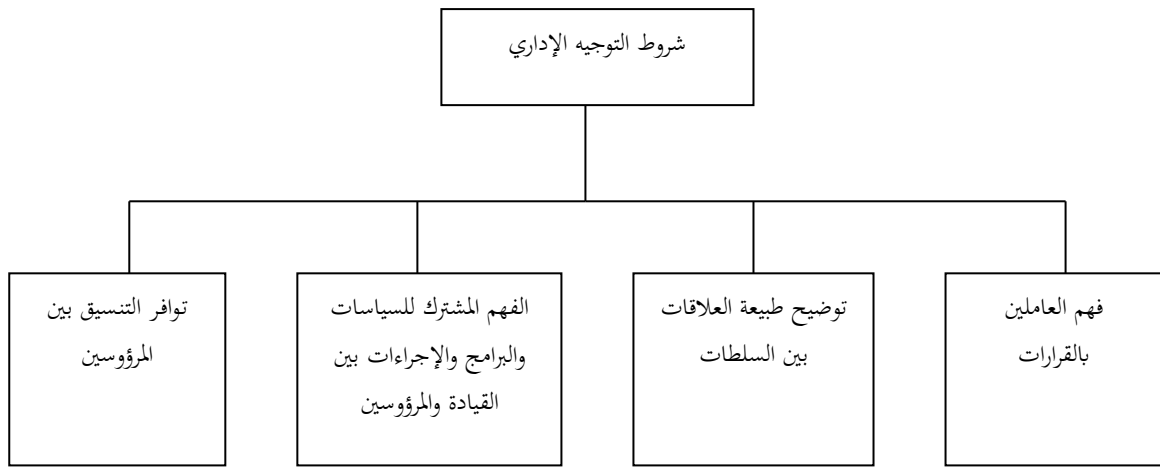 شروط التوجيه الإداري
فهم العاملين
بالقرارات
توضيح طبيعة العلاقات
بين السلطات
الفهم المشترك للسياسات
والبرامج والإجراءات بين
القيادة والمرؤوسين
توافر التنسيق بين
المرؤوسين